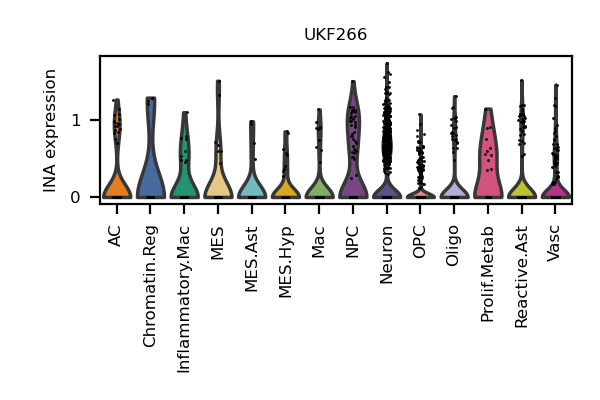 UKF266
INA expression
1
0
AC
Chromatin.Reg
Inflammatory.Mac
MES
MES.Ast
MES.Hyp
Mac
NPC
Neuron
OPC
Oligo
Prolif.Metab
Reactive.Ast
Vasc